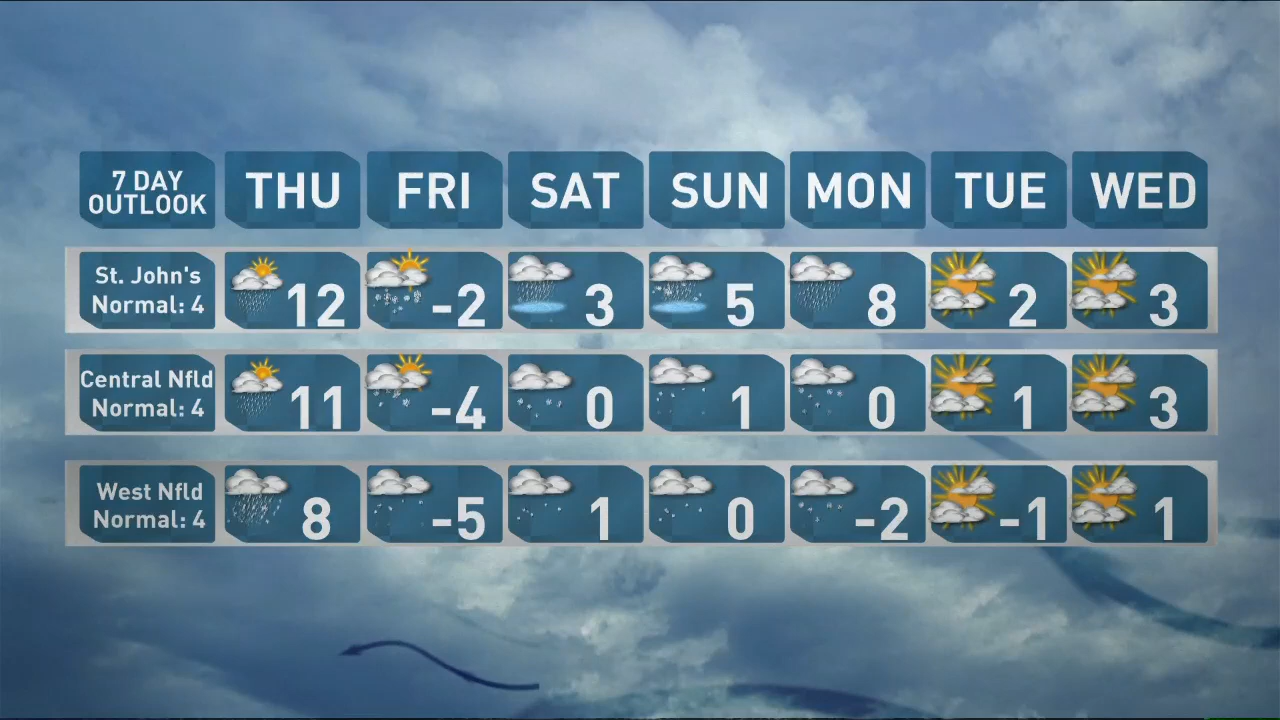 7 DAY
OUTLOOK
THU FRI SAT SUN MON TUE WED
St. John's
Normal: 4
12 -2 3 5 8 2 3
Central Nfld
Normal: 4
11 -4 0 1 0 1 3
West Nfld
Normal: 4
8 -5 1 0 -2 -1 1